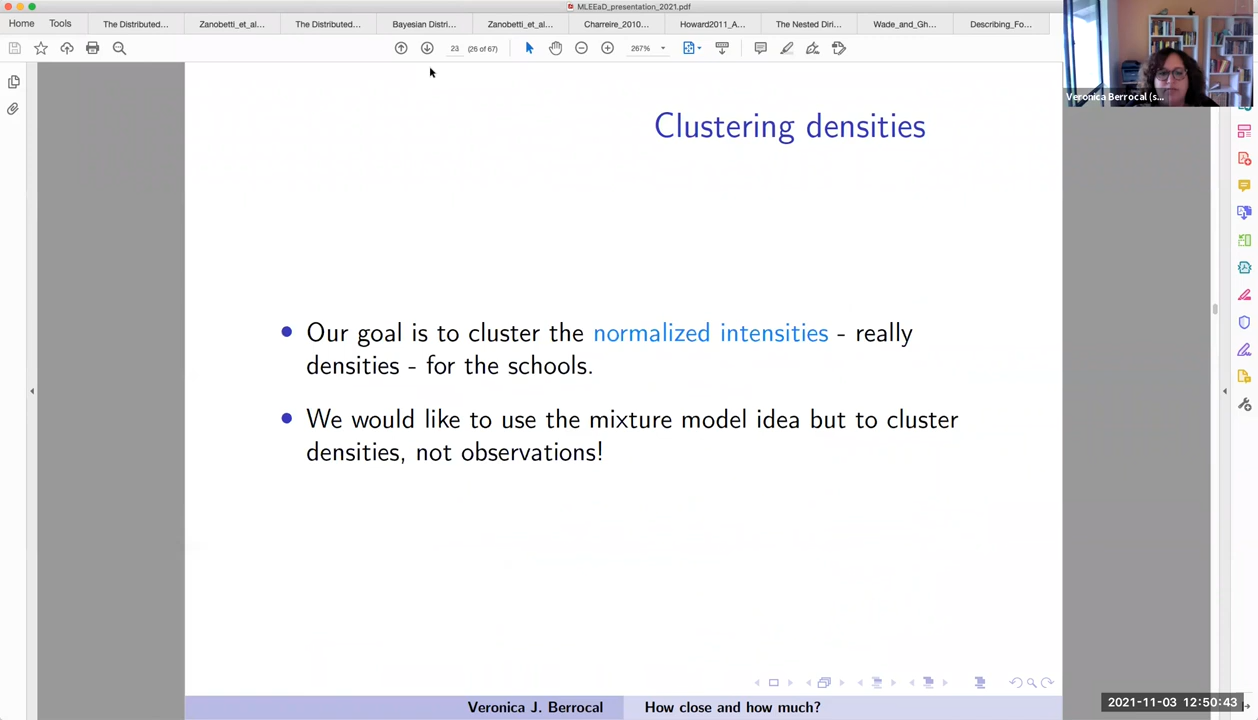 MLEEaD_presentation_2021.pdf
Home
Tools
The Distributed...
Zanobetti_et_al...
The Distributed...
Bayesian Distri...
Zanobetti_et_al...
Charreire_2010...
Howard2011_A...
The Nested Diri...
Wade_and_Gh...
Describing_Fo...
23
(26 of 67)
267%
Veronica Berrocal (s...
Clustering densities
Our goal is to cluster the normalized intensities - really
densities - for the schools.
We would like to use the mixture model idea but to cluster
densities, not observations!
Veronica J. Berrocal
How close and how much?
2021-11-03 12:50:43